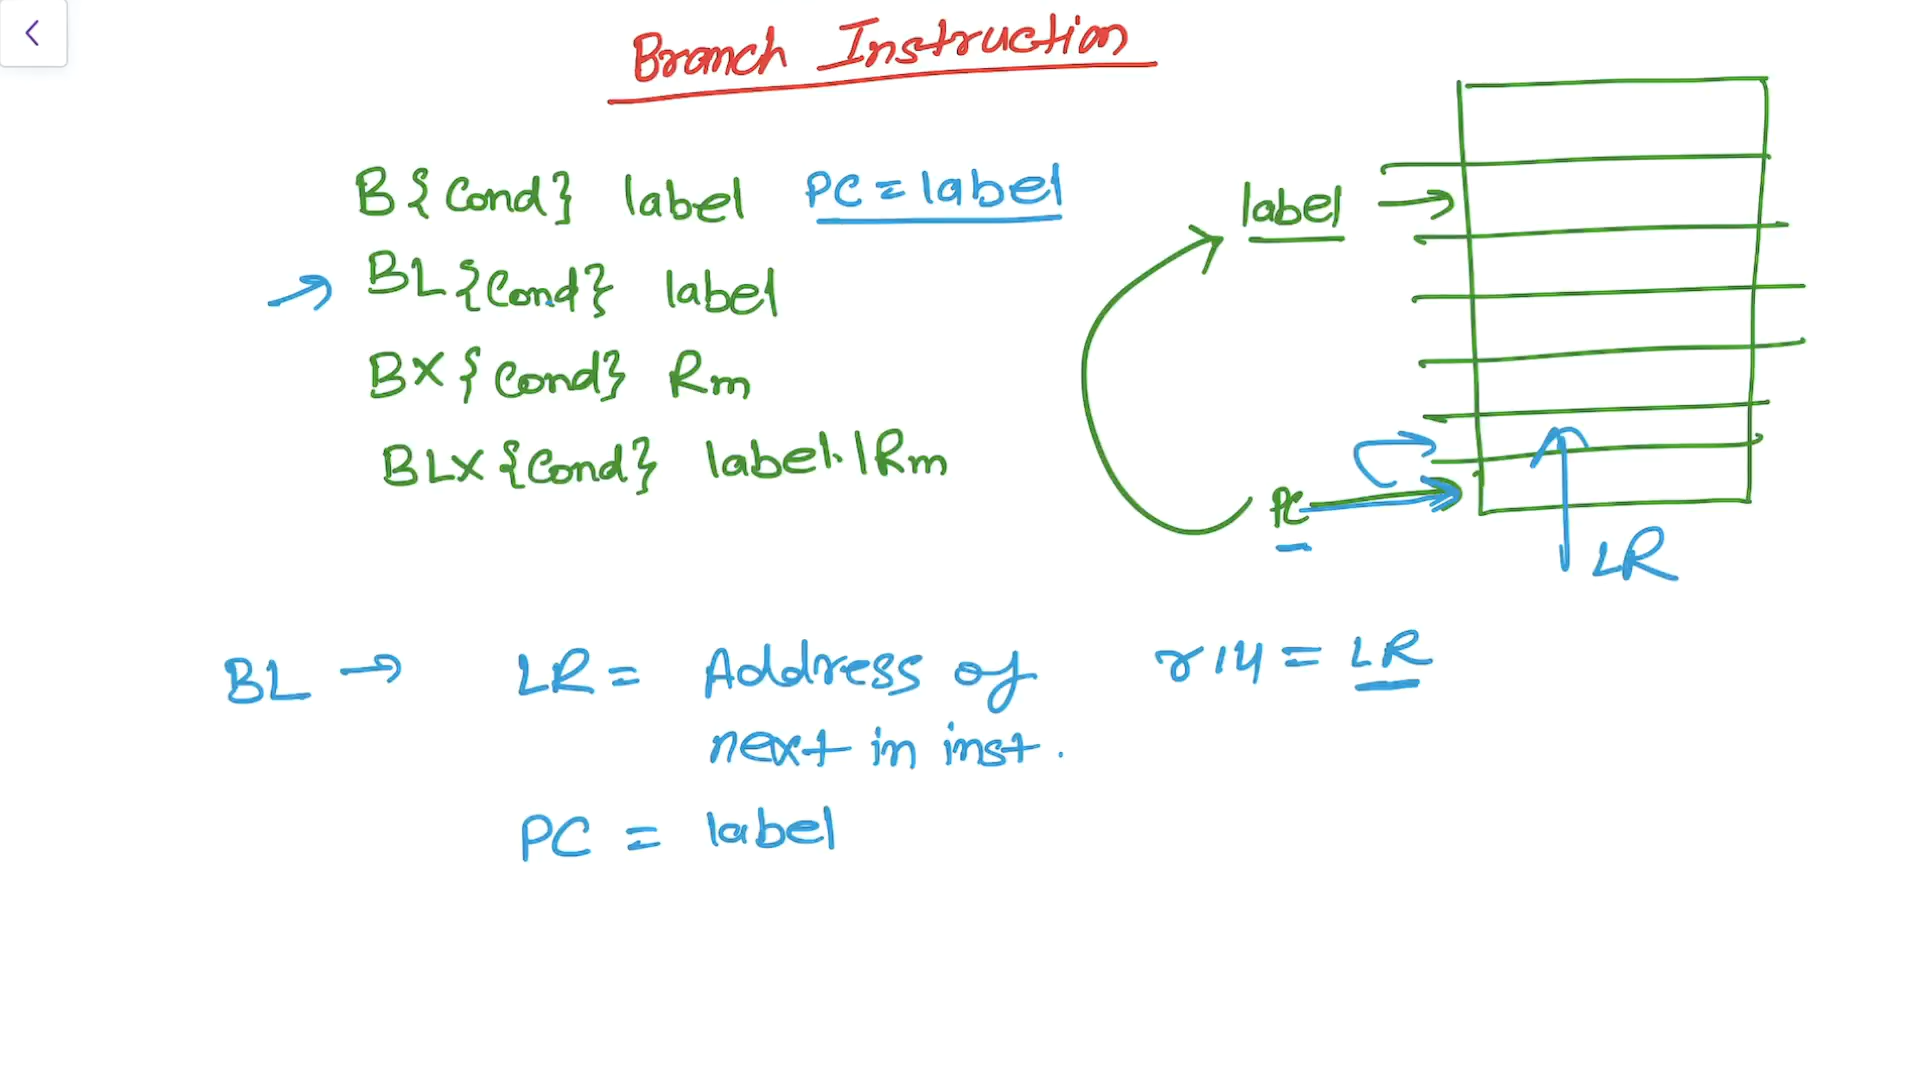 Branch Instruction
B{Cond} label PC = label
BL{Cond} label
BX{Cond} Rm
BLX{Cond} label.|Rm
label
PC
LR
BL → LR = Address of r14 = LR
next in inst.
PC = label